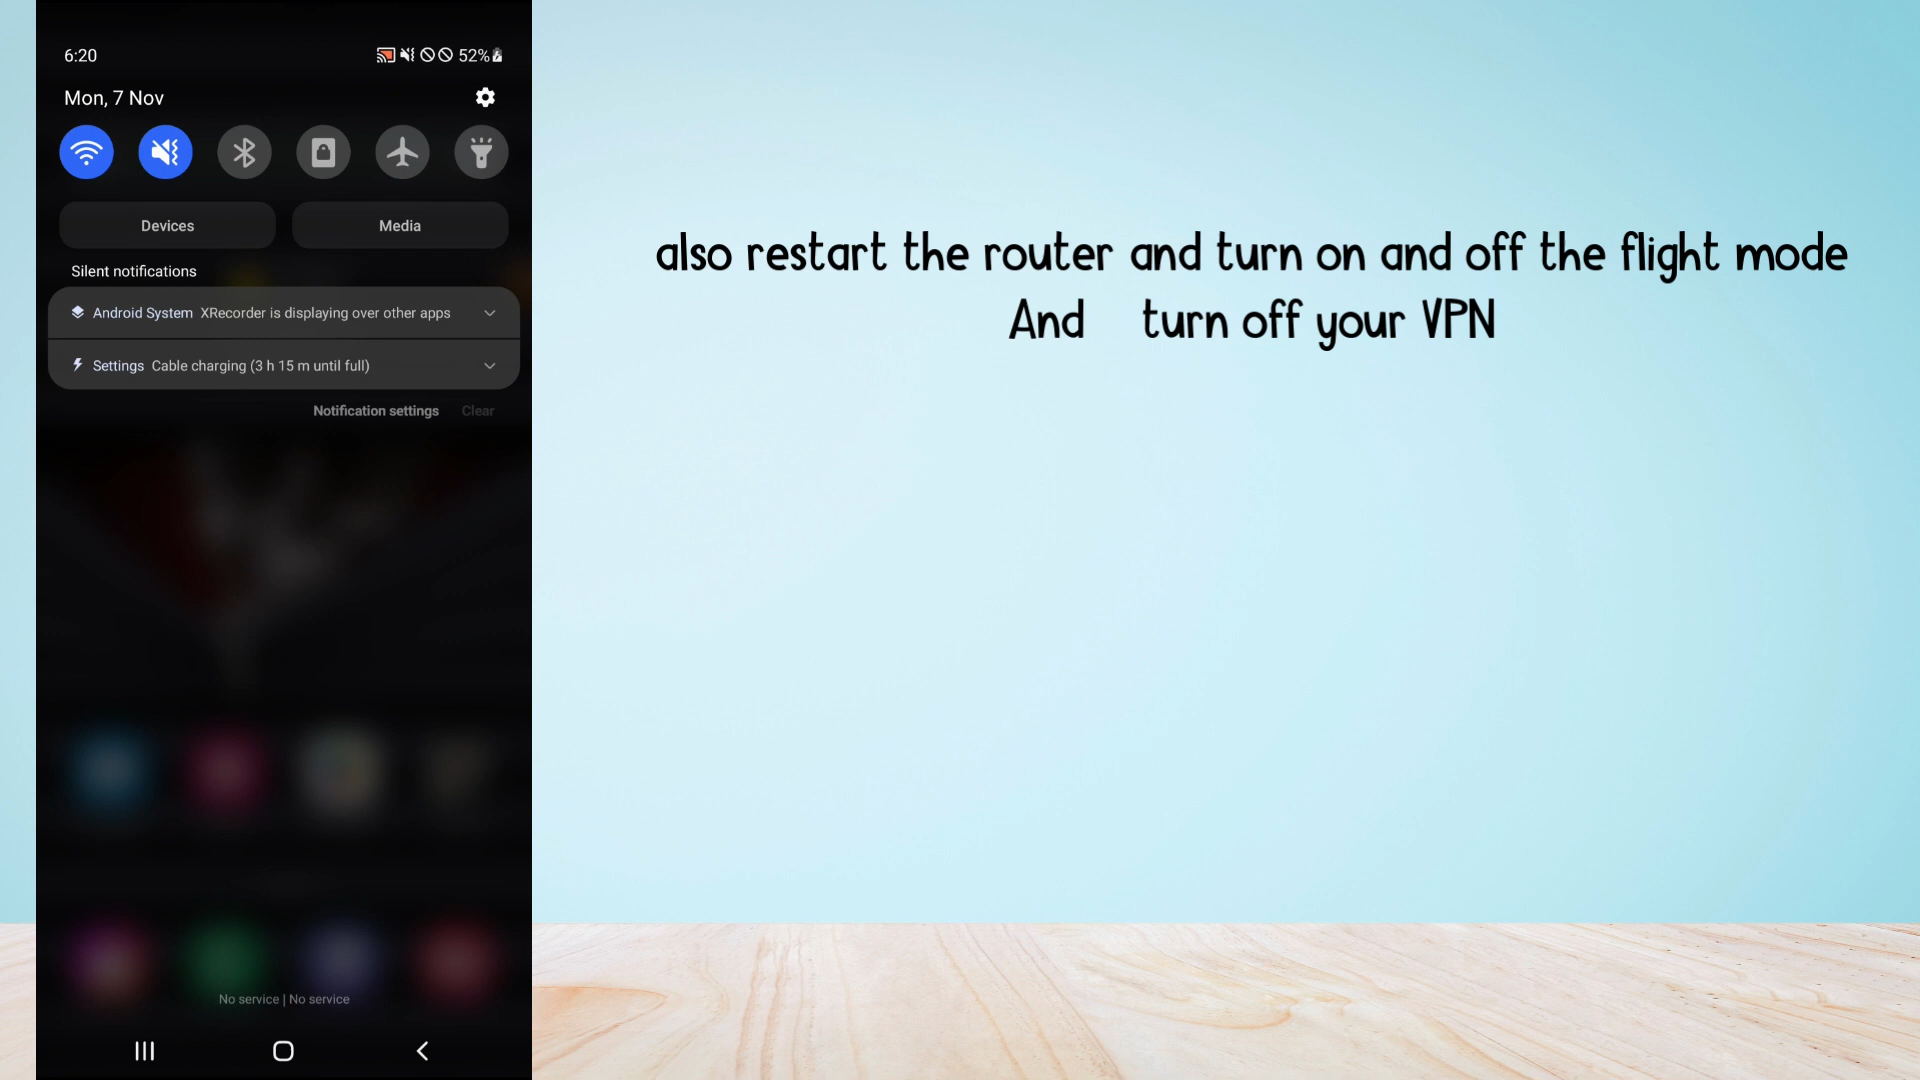 6:20
52%
Mon, 7 Nov
Devices
Media
Silent notifications
Android System XRecorder is displaying over other apps
Settings Cable charging (3 h 15 m until full)
Notification settings
Clear
No service | No service
also restart the router and turn on and off the flight mode
And turn off your VPN